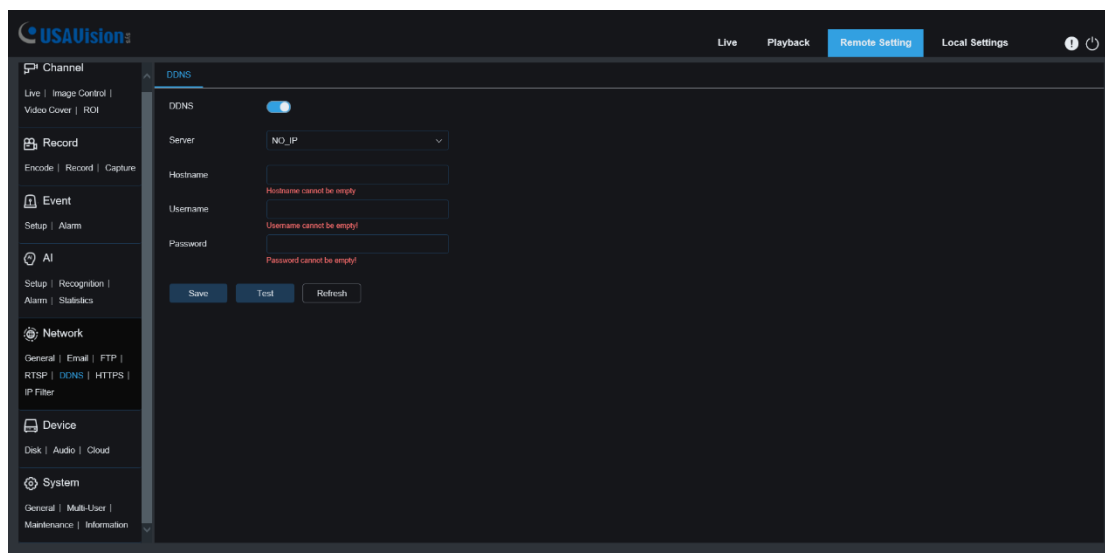 USAVision
Live
Playback
Remote Setting
Local Settings
Channel
Live | Image Control |
Video Cover | ROI
Record
Encode | Record | Capture
Event
Setup | Alarm
AI
Setup | Recognition |
Alarm | Statistics
Network
General | Email | FTP |
RTSP | DDNS | HTTPS |
IP Filter
Device
Disk | Audio | Cloud
System
General | Multi-User |
Maintenance | Information
DDNS
DDNS
Server NO_IP
Hostname
Hostname cannot be empty
Username
Username cannot be empty!
Password
Password cannot be empty!
Save Test Refresh